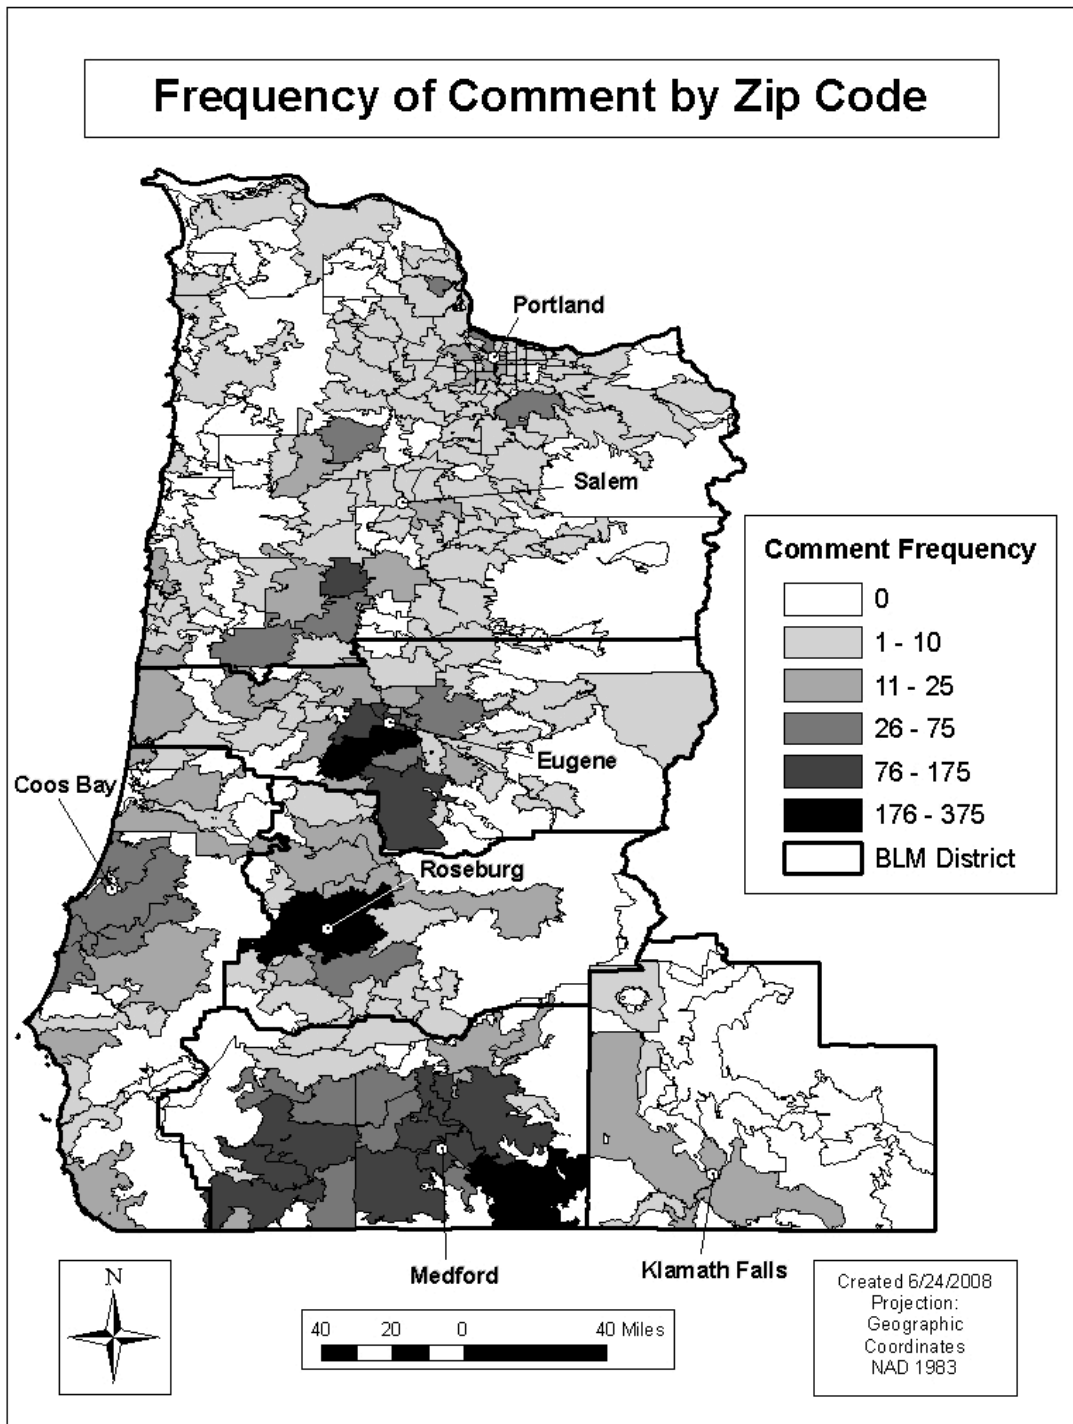 Frequency of Comment by Zip Code
Portland
Salem
Comment Frequency
0
1 - 10
11 - 25
26 - 75
76 - 175
176 - 375
BLM District
Eugene
Coos Bay
Roseburg
Medford
Klamath Falls
N
40 20 0 40 Miles
Created 6/24/2008
Projection:
Geographic
Coordinates
NAD 1983